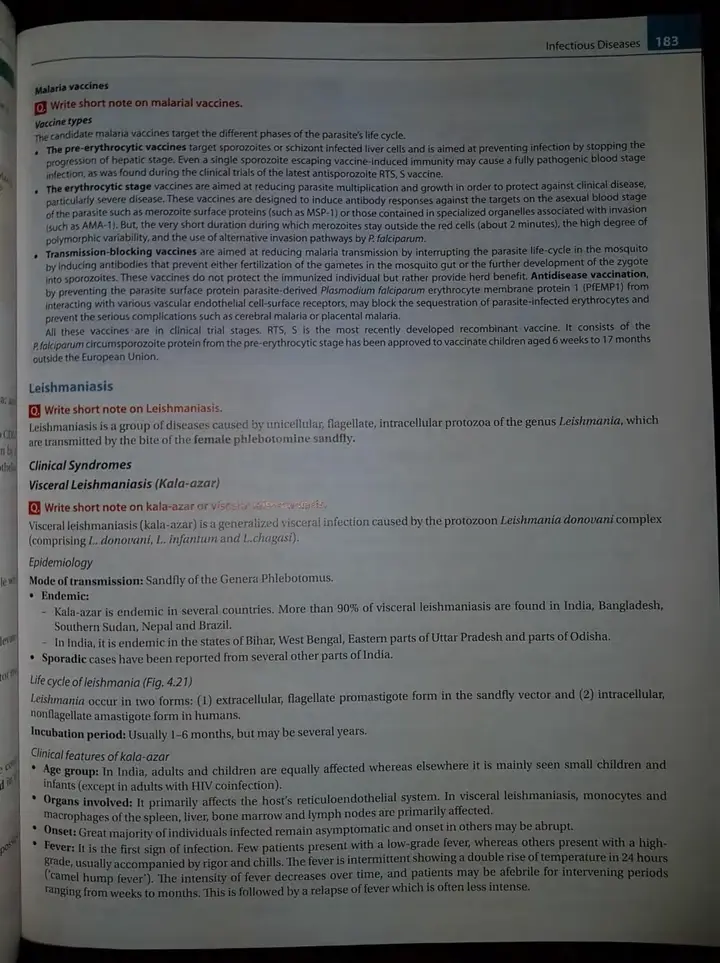 Infectious Diseases 183
Malaria vaccines
Q. Write short note on malarial vaccines.
Vaccine types
The candidate malaria vaccines target the different phases of the parasite's life cycle.
• The pre-erythrocytic vaccines target sporozoites or schizont infected liver cells and is aimed at preventing infection by stopping the
progression of hepatic stage. Even a single sporozoite escaping vaccine-induced immunity may cause a fully pathogenic blood stage
infection, as was found during the clinical trials of the latest antisporozoite RTS, S vaccine.
• The erythrocytic stage vaccines are aimed at reducing parasite multiplication and growth in order to protect against clinical disease,
particularly severe disease. These vaccines are designed to induce antibody responses against the targets on the asexual blood stage
of the parasite such as merozoite surface proteins (such as MSP-1) or those contained in specialized organelles associated with invasion
(such as AMA-1). But, the very short duration during which merozoites stay outside the red cells (about 2 minutes), the high degree of
polymorphic variability, and the use of alternative invasion pathways by P. falciparum.
• Transmission-blocking vaccines are aimed at reducing malaria transmission by interrupting the parasite life-cycle in the mosquito
by inducing antibodies that prevent either fertilization of the gametes in the mosquito gut or the further development of the zygote
into sporozoites. These vaccines do not protect the immunized individual but rather provide herd benefit. Antidisease vaccination,
by preventing the parasite surface protein parasite-derived Plasmodium falciparum erythrocyte membrane protein 1 (PfEMP1) from
interacting with various vascular endothelial cell-surface receptors, may block the sequestration of parasite-infected erythrocytes and
prevent the serious complications such as cerebral malaria or placental malaria.
All these vaccines are in clinical trial stages. RTS, S is the most recently developed recombinant vaccine. It consists of the
P.falciparum circumsporozoite protein from the pre-erythrocytic stage has been approved to vaccinate children aged 6 weeks to 17 months
outside the European Union.
Leishmaniasis
Q. Write short note on Leishmaniasis.
Leishmaniasis is a group of diseases caused by unicellular, flagellate, intracellular protozoa of the genus Leishmania, which
are transmitted by the bite of the female phlebotomine sandfly.
Clinical Syndromes
Visceral Leishmaniasis (Kala-azar)
Q. Write short note on kala-azar or
Visceral leishmaniasis (kala-azar) is a generalized visceral infection caused by the protozoon Leishmania donovani complex
(comprising L. donovani, L. infantum and L.chagasi).
Epidemiology
Mode of transmission: Sandfly of the Genera Phlebotomus.
• Endemic:
– Kala-azar is endemic in several countries. More than 90% of visceral leishmaniasis are found in India, Bangladesh,
Southern Sudan, Nepal and Brazil.
– In India, it is endemic in the states of Bihar, West Bengal, Eastern parts of Uttar Pradesh and parts of Odisha.
• Sporadic cases have been reported from several other parts of India.
Life cycle of leishmania (Fig. 4.21)
Leishmania occur in two forms: (1) extracellular, flagellate promastigote form in the sandfly vector and (2) intracellular,
nonflagellate amastigote form in humans.
Incubation period: Usually 1–6 months, but may be several years.
Clinical features of kala-azar
• Age group: In India, adults and children are equally affected whereas elsewhere it is mainly seen small children and
infants (except in adults with HIV coinfection).
• Organs involved: It primarily affects the host's reticuloendothelial system. In visceral leishmaniasis, monocytes and
macrophages of the spleen, liver, bone marrow and lymph nodes are primarily affected.
• Onset: Great majority of individuals infected remain asymptomatic and onset in others may be abrupt.
• Fever: It is the first sign of infection. Few patients present with a low-grade fever, whereas others present with a high-
grade, usually accompanied by rigor and chills. The fever is intermittent showing a double rise of temperature in 24 hours
('camel hump fever'). The intensity of fever decreases over time, and patients may be afebrile for intervening periods
ranging from weeks to months. This is followed by a relapse of fever which is often less intense.